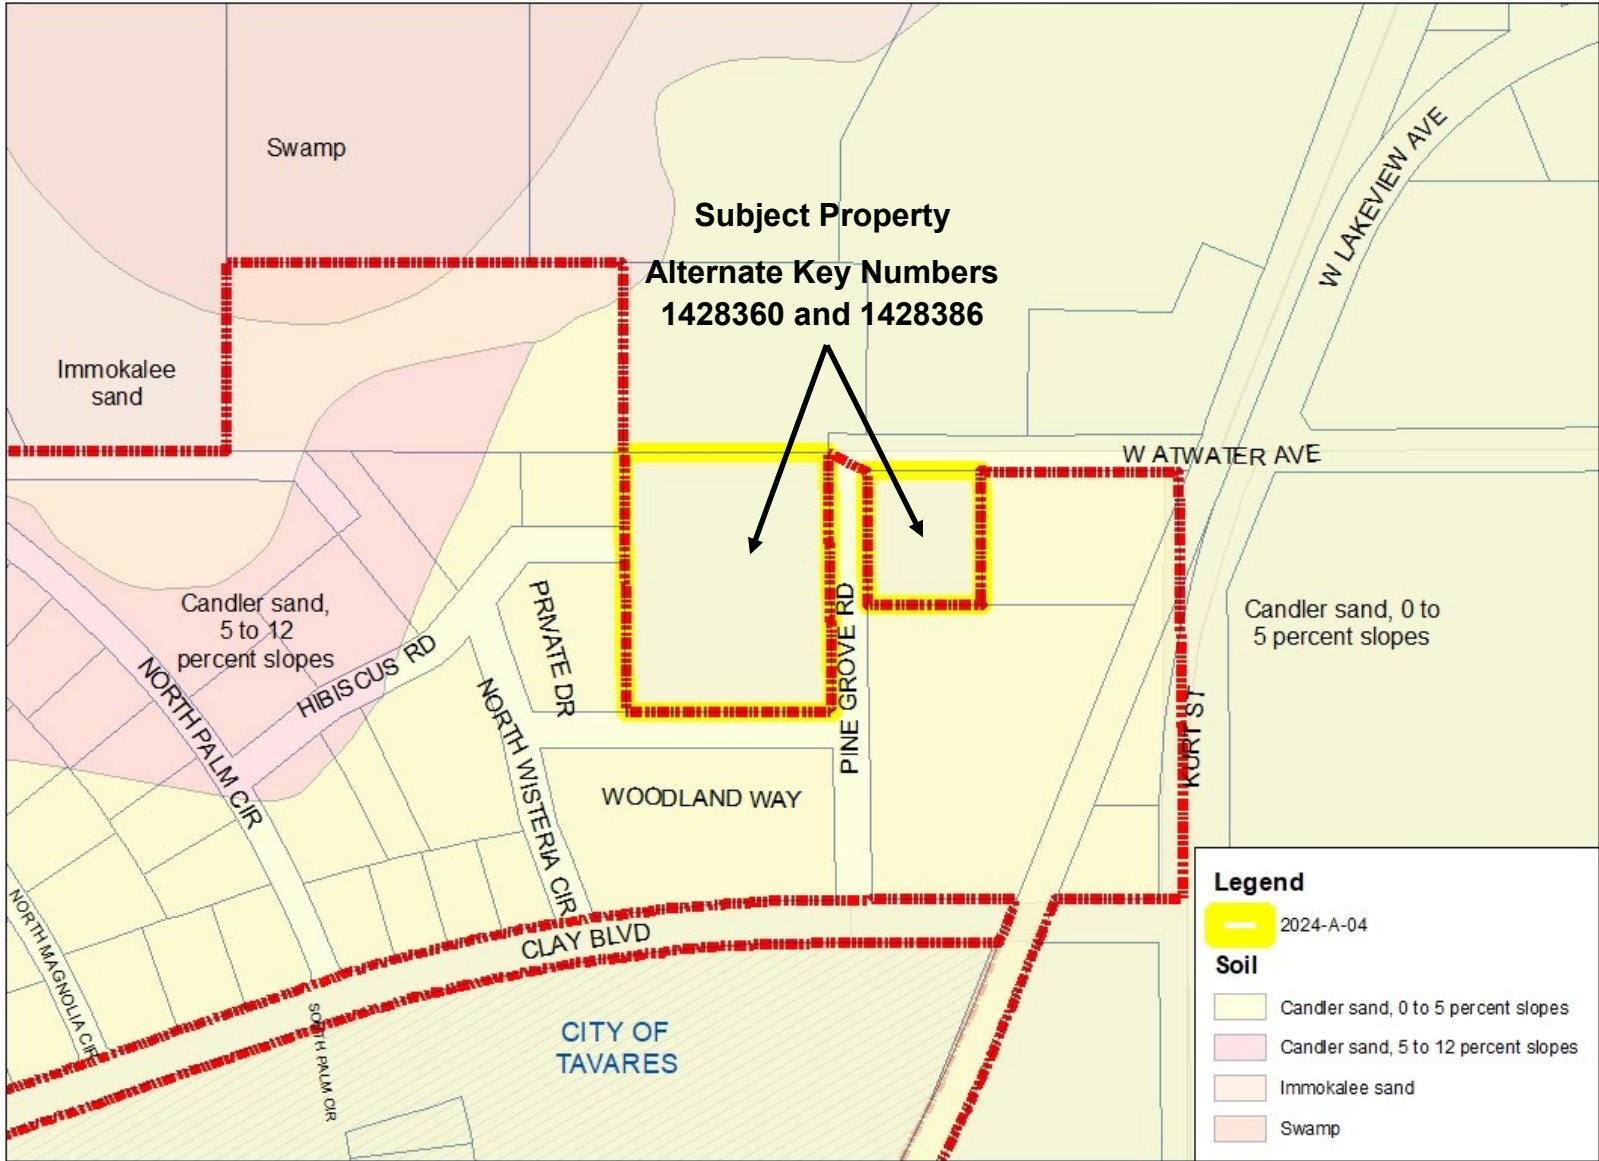 Swamp
Subject Property
Alternate Key Numbers
1428360 and 1428386
W LAKEVIEW AVE
Immokalee
sand
W ATWATER AVE
Candler sand,
5 to 12
percent slopes
Candler sand, 0 to
5 percent slopes
HIBISCUS RD
PRIVATE DR
PINE GROVE RD
NORTH PALM CIR
NORTH WISTERIA CIR
KURT ST
WOODLAND WAY
NORTH MAGNOLIA CIR
CLAY BLVD
SOUTH PALM CIR
CITY OF
TAVARES
Legend
2024-A-04
Soil
Candler sand, 0 to 5 percent slopes
Candler sand, 5 to 12 percent slopes
Immokalee sand
Swamp